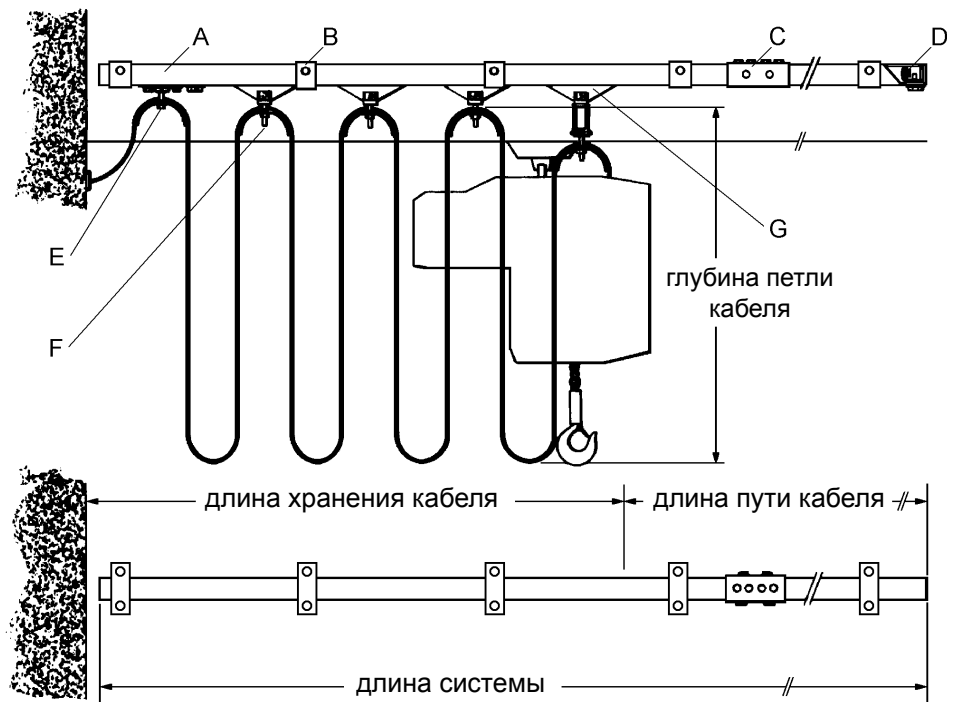 A
B
C
D
E
F
G
глубина петли
кабеля
длина хранения кабеля
длина пути кабеля
длина системы